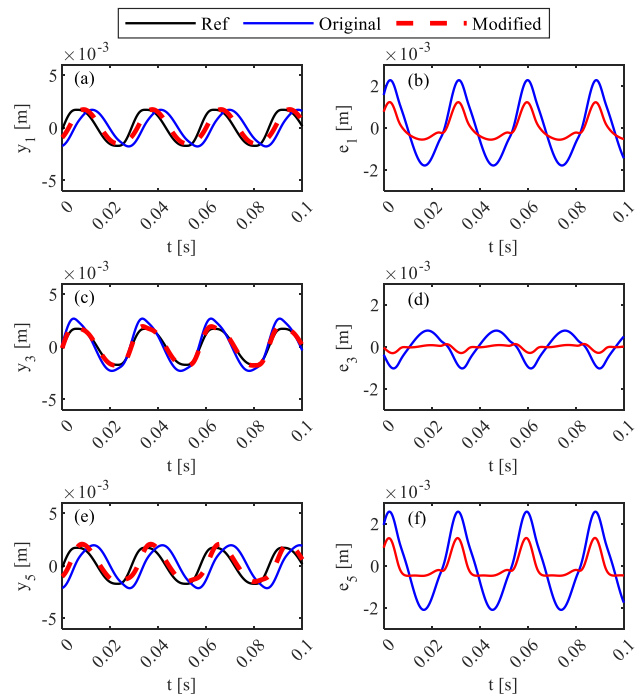 Ref Original Modified
×10⁻³ ×10⁻³
(a) (b)
5 2
0 0
-5 -2
y₁ [m] e₁ [m]
0 0.02 0.04 0.06 0.08 0.1 0 0.02 0.04 0.06 0.08 0.1
t [s] t [s]
×10⁻³ ×10⁻³
(c) (d)
5 2
0 0
-5 -2
y₃ [m] e₃ [m]
0 0.02 0.04 0.06 0.08 0.1 0 0.02 0.04 0.06 0.08 0.1
t [s] t [s]
×10⁻³ ×10⁻³
(e) (f)
5 2
0 0
-5 -2
y₅ [m] e₅ [m]
0 0.02 0.04 0.06 0.08 0.1 0 0.02 0.04 0.06 0.08 0.1
t [s] t [s]